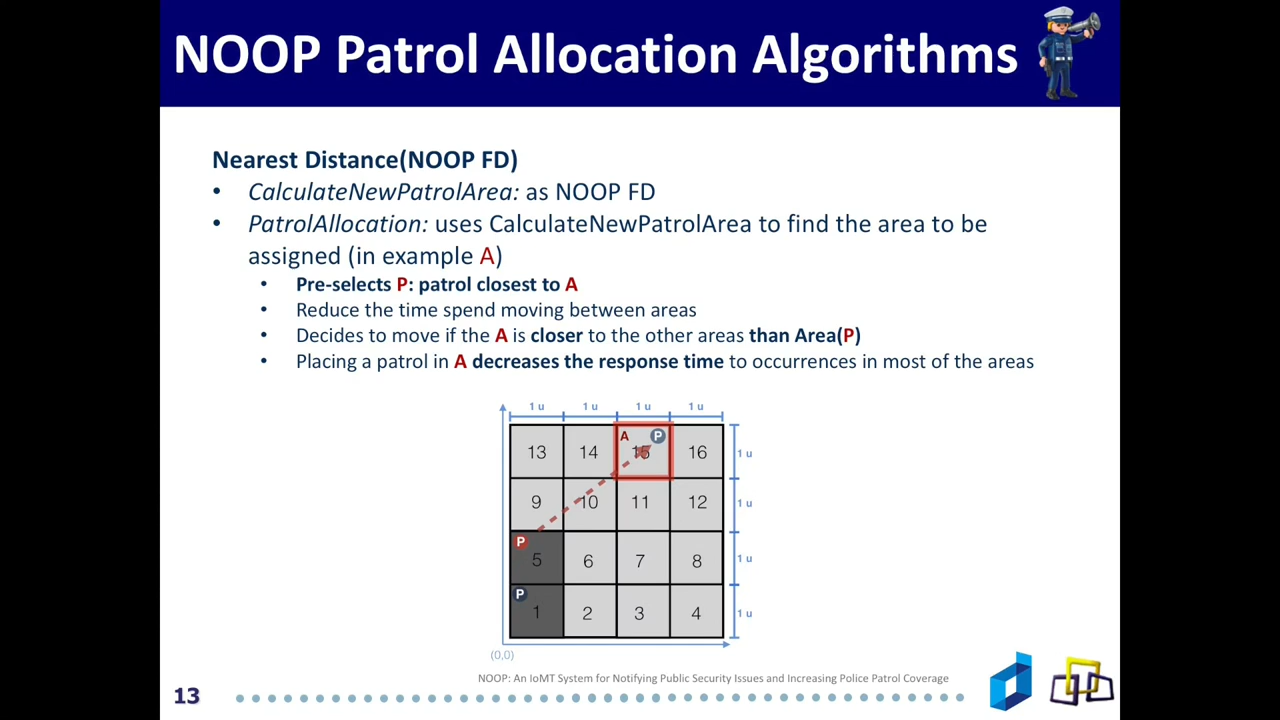 NOOP Patrol Allocation Algorithms
Nearest Distance(NOOP FD)
• CalculateNewPatrolArea: as NOOP FD
• PatrolAllocation: uses CalculateNewPatrolArea to find the area to be
assigned (in example A)
• Pre-selects P: patrol closest to A
• Reduce the time spend moving between areas
• Decides to move if the A is closer to the other areas than Area(P)
• Placing a patrol in A decreases the response time to occurrences in most of the areas
1 u 1 u 1 u 1 u
A P
13 14 15 16 1 u
9 10 11 12 1 u
P
5 6 7 8 1 u
P
1 2 3 4 1 u
(0,0)
NOOP: An IoMT System for Notifying Public Security Issues and Increasing Police Patrol Coverage
13